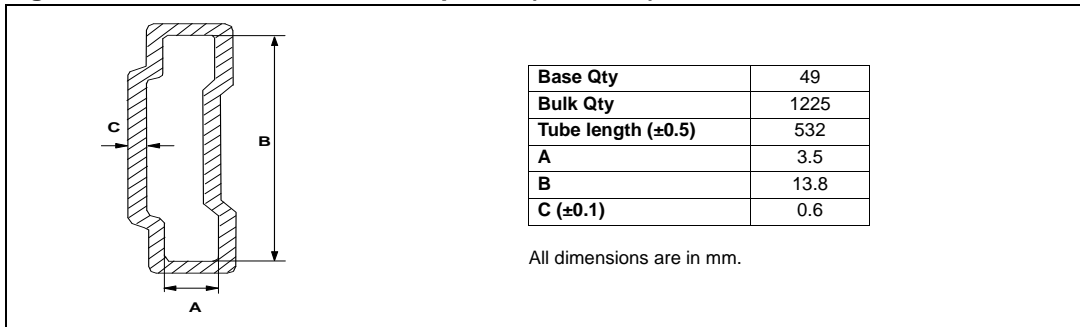 C
B
A
Base Qty 49
Bulk Qty 1225
Tube length (±0.5) 532
A 3.5
B 13.8
C (±0.1) 0.6
All dimensions are in mm.